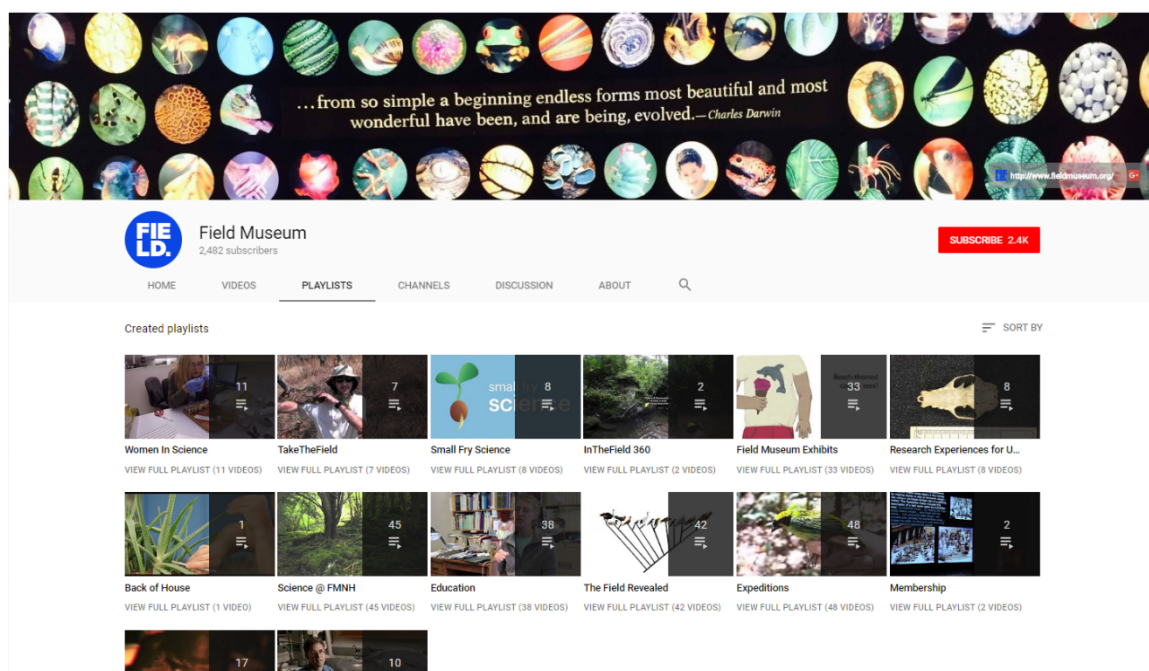 ...from so simple a beginning endless forms most beautiful and most
wonderful have been, and are being, evolved.—Charles Darwin
http://www.fieldmuseum.org/
G+
FIE
LD.
Field Museum
2,482 subscribers
SUBSCRIBE 2.4K
HOME VIDEOS PLAYLISTS CHANNELS DISCUSSION ABOUT
Created playlists
SORT BY
11 7 small fry 8 2 33 8
science
Women In Science TakeTheField Small Fry Science InTheField 360 Field Museum Exhibits Research Experiences for U...
VIEW FULL PLAYLIST (11 VIDEOS) VIEW FULL PLAYLIST (7 VIDEOS) VIEW FULL PLAYLIST (8 VIDEOS) VIEW FULL PLAYLIST (2 VIDEOS) VIEW FULL PLAYLIST (33 VIDEOS) VIEW FULL PLAYLIST (8 VIDEOS)
1 45 38 42 48 2
Back of House Science @ FMNH Education The Field Revealed Expeditions Membership
VIEW FULL PLAYLIST (1 VIDEO) VIEW FULL PLAYLIST (45 VIDEOS) VIEW FULL PLAYLIST (38 VIDEOS) VIEW FULL PLAYLIST (42 VIDEOS) VIEW FULL PLAYLIST (48 VIDEOS) VIEW FULL PLAYLIST (2 VIDEOS)
17 10